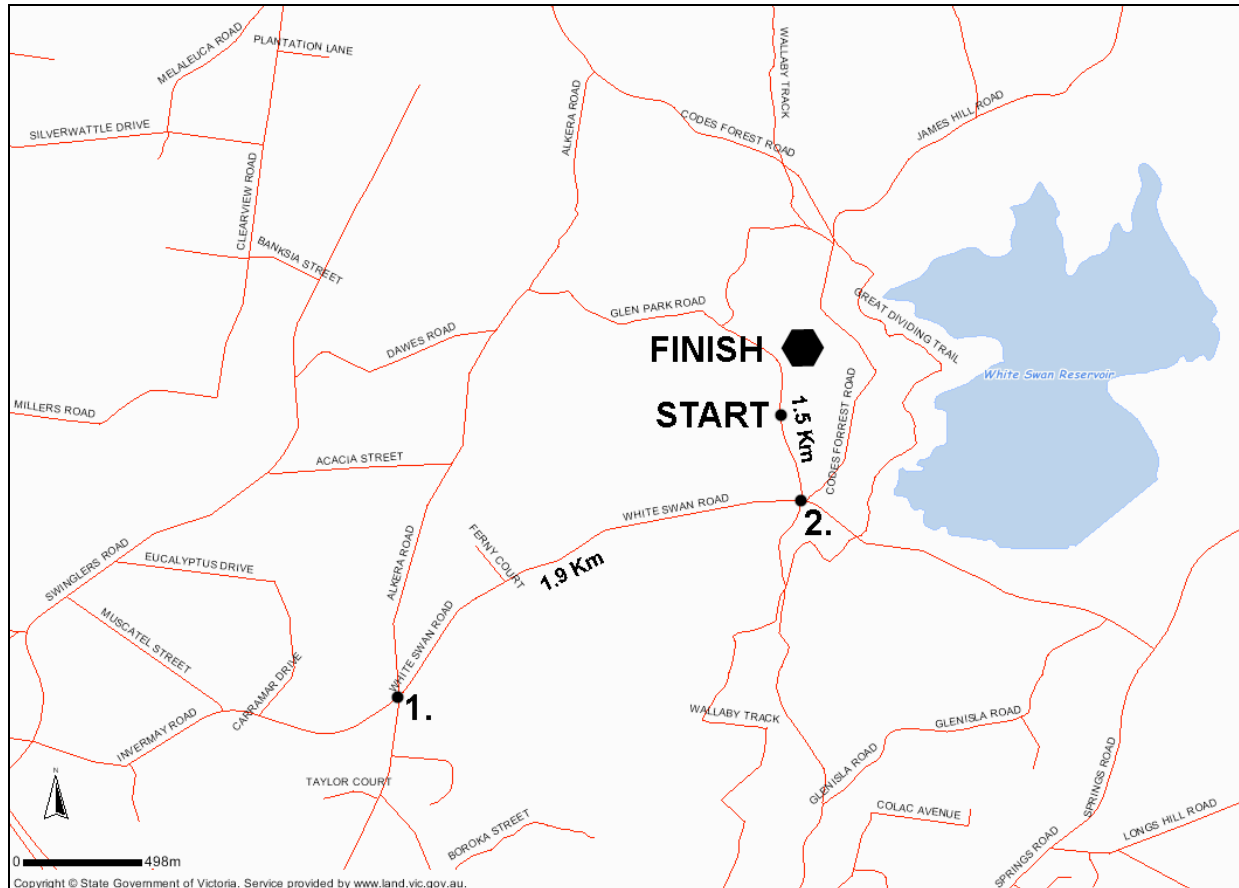 MELALEUCA ROAD
PLANTATION LANE
SILVERWATTLE DRIVE
CLEARVIEW ROAD
BANKSIA STREET
ALKERA ROAD
WALLABY TRACK
CODES FOREST ROAD
JAMES HILL ROAD
GLEN PARK ROAD
GREAT DIVIDING TRAIL
DAWES ROAD
FINISH
White Swan Reservoir
MILLERS ROAD
START
1.5 Km
CODES FORREST ROAD
ACACIA STREET
WHITE SWAN ROAD
2.
SWINGLERS ROAD
EUCALYPTUS DRIVE
ALKERA ROAD
FERNY COURT
1.9 Km
MUSCATEL STREET
WHITE SWAN ROAD
CARRAMAR DRIVE
1.
INVERMAY ROAD
WALLABY TRACK
GLENISLA ROAD
N
TAYLOR COURT
GLENISLA ROAD
SPRINGS ROAD
COLAC AVENUE
BOROKA STREET
LONGS HILL ROAD
SPRINGS ROAD
0 498m
Copyright © State Government of Victoria. Service provided by www.land.vic.gov.au.